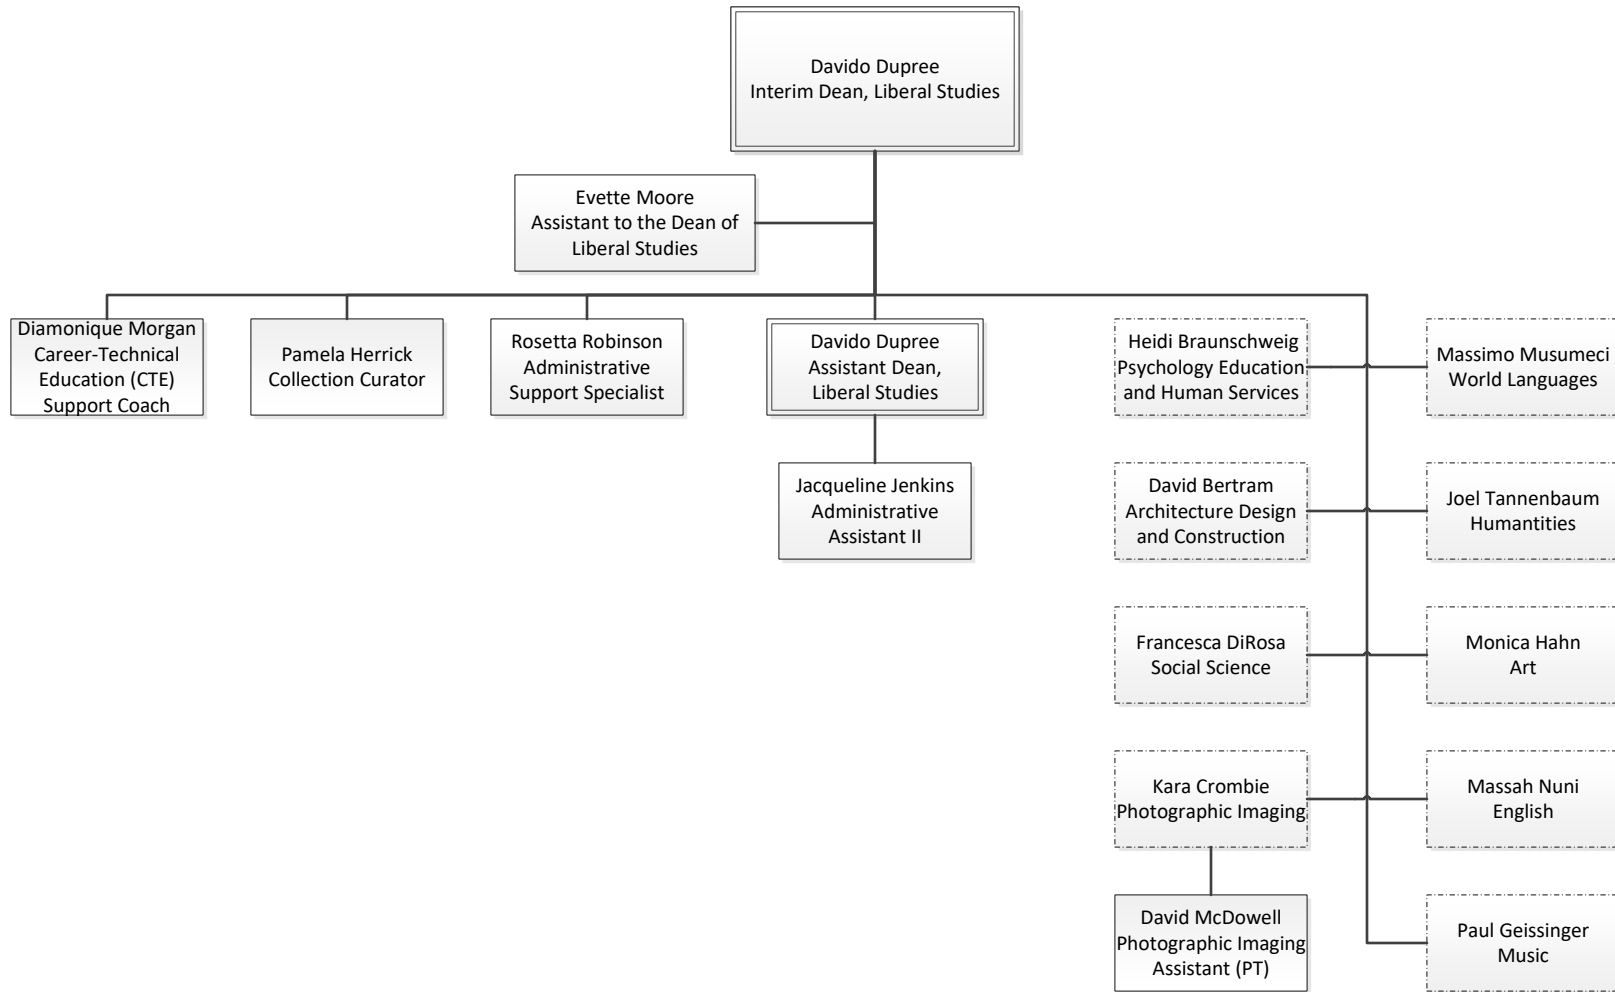 Davido Dupree
Interim Dean, Liberal Studies
Evette Moore
Assistant to the Dean of
Liberal Studies
Diamonique Morgan
Career-Technical
Education (CTE)
Support Coach
Pamela Herrick
Collection Curator
Rosetta Robinson
Administrative
Support Specialist
Davido Dupree
Assistant Dean,
Liberal Studies
Heidi Braunschweig
Psychology Education
and Human Services
Massimo Musumeci
World Languages
Jacqueline Jenkins
Administrative
Assistant II
David Bertram
Architecture Design
and Construction
Joel Tannenbaum
Humantities
Francesca DiRosa
Social Science
Monica Hahn
Art
Kara Crombie
Photographic Imaging
Massah Nuni
English
David McDowell
Photographic Imaging
Assistant (PT)
Paul Geissinger
Music